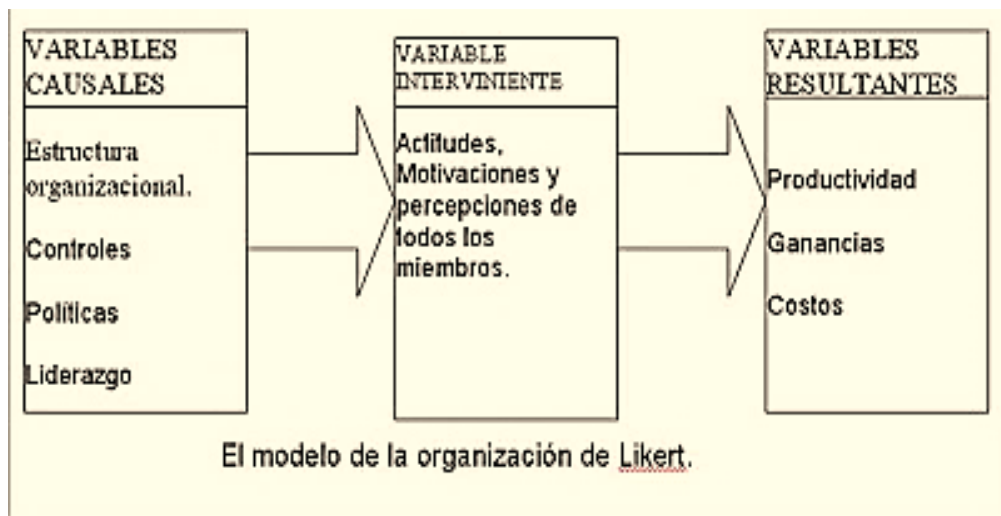 VARIABLES
CAUSALES
Estructura
organizacional.
Controles
Políticas
Liderazgo
VARIABLE
INTERVINIENTE
Actitudes,
Motivaciones y
percepciones de
todos los
miembros.
VARIABLES
RESULTANTES
Productividad
Ganancias
Costos
El modelo de la organización de Likert.